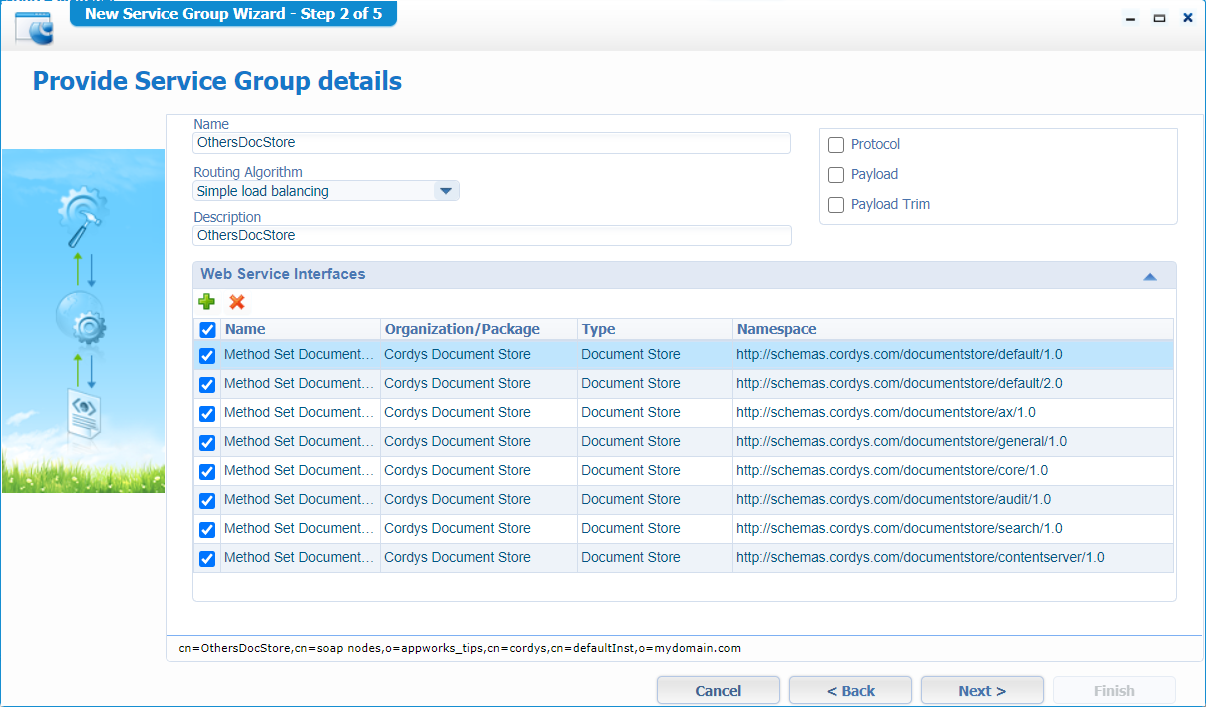 New Service Group Wizard - Step 2 of 5
Provide Service Group details
Name
OthersDocStore
Routing Algorithm
Simple load balancing
Description
OthersDocStore
Protocol
Payload
Payload Trim
Web Service Interfaces
Name Organization/Package Type Namespace
Method Set Document... Cordys Document Store Document Store http://schemas.cordys.com/documentstore/default/1.0
Method Set Document... Cordys Document Store Document Store http://schemas.cordys.com/documentstore/default/2.0
Method Set Document... Cordys Document Store Document Store http://schemas.cordys.com/documentstore/ax/1.0
Method Set Document... Cordys Document Store Document Store http://schemas.cordys.com/documentstore/general/1.0
Method Set Document... Cordys Document Store Document Store http://schemas.cordys.com/documentstore/core/1.0
Method Set Document... Cordys Document Store Document Store http://schemas.cordys.com/documentstore/audit/1.0
Method Set Document... Cordys Document Store Document Store http://schemas.cordys.com/documentstore/search/1.0
Method Set Document... Cordys Document Store Document Store http://schemas.cordys.com/documentstore/contentserver/1.0
cn=OthersDocStore,cn=soap nodes,o=appworks_tips,cn=cordys,cn=defaultInst,o=mydomain.com
Cancel < Back Next > Finish